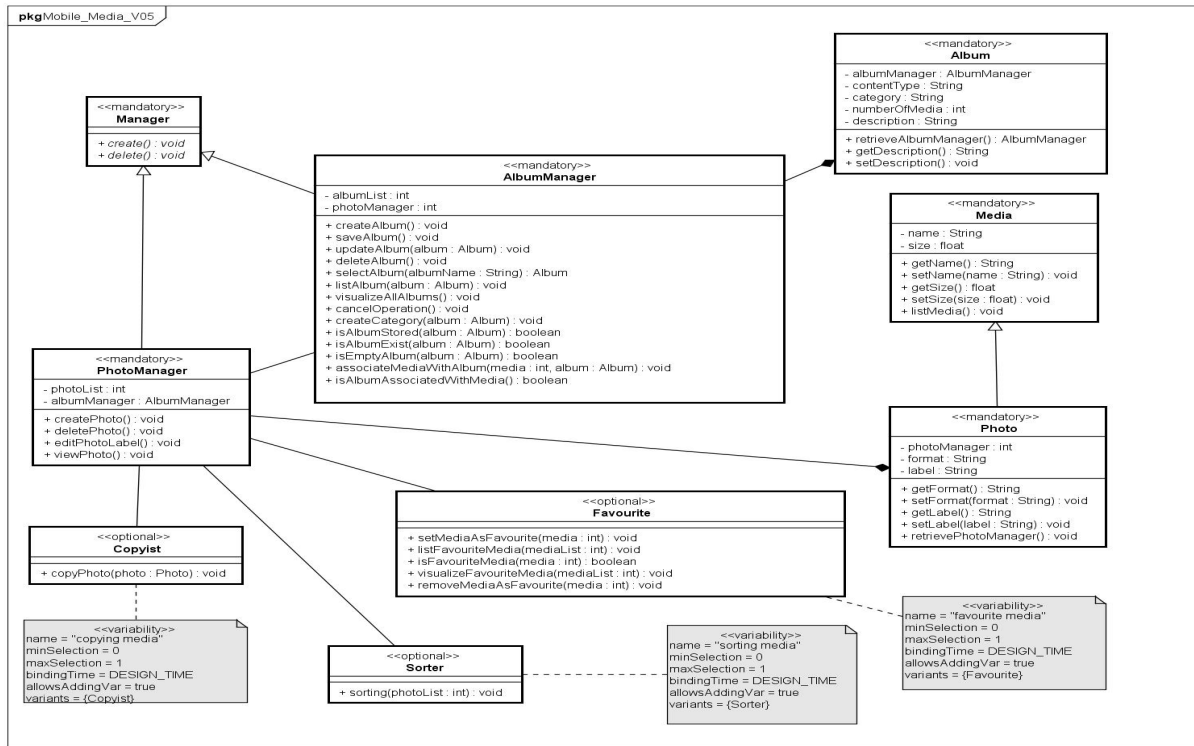 pkgMobile_Media_V05
<<mandatory>>
Album
- albumManager : AlbumManager
- contentType : String
- category : String
- numberOfMedia : int
- description : String
+ retrieveAlbumManager() : AlbumManager
+ getDescription() : String
+ setDescription() : void
<<mandatory>>
Manager
+ create() : void
+ delete() : void
<<mandatory>>
AlbumManager
- albumList : int
- photoManager : int
+ createAlbum() : void
+ saveAlbum() : void
+ updateAlbum(album : Album) : void
+ deleteAlbum() : void
+ selectAlbum(albumName : String) : Album
+ listAlbum(album : Album) : void
+ visualizeAllAlbums() : void
+ cancelOperation() : void
+ createCategory(album : Album) : void
+ isAlbumStored(album : Album) : boolean
+ isAlbumExist(album : Album) : boolean
+ isEmptyAlbum(album : Album) : boolean
+ associateMediaWithAlbum(media : int, album : Album) : void
+ isAlbumAssociatedWithMedia() : boolean
<<mandatory>>
Media
- name : String
- size : float
+ getName() : String
+ setName(name : String) : void
+ getSize() : float
+ setSize(size : float) : void
+ listMedia() : void
<<mandatory>>
PhotoManager
- photoList : int
- albumManager : AlbumManager
+ createPhoto() : void
+ deletePhoto() : void
+ editPhotoLabel() : void
+ viewPhoto() : void
<<mandatory>>
Photo
- photoManager : int
- format : String
- label : String
+ getFormat() : String
+ setFormat(format : String) : void
+ getLabel() : String
+ setLabel(label : String) : void
+ retrievePhotoManager() : void
<<optional>>
Favourite
+ setMediaAsFavourite(media : int) : void
+ listFavouriteMedia(mediaList : int) : void
+ isFavouriteMedia(media : int) : boolean
+ visualizeFavouriteMedia(mediaList : int) : void
+ removeMediaAsFavourite(media : int) : void
<<optional>>
Copyist
+ copyPhoto(photo : Photo) : void
<<variability>>
name = "copying media"
minSelection = 0
maxSelection = 1
bindingTime = DESIGN_TIME
allowsAddingVar = true
variants = {Copyist}
<<optional>>
Sorter
+ sorting(photoList : int) : void
<<variability>>
name = "sorting media"
minSelection = 0
maxSelection = 1
bindingTime = DESIGN_TIME
allowsAddingVar = true
variants = {Sorter}
<<variability>>
name = "favourite media"
minSelection = 0
maxSelection = 1
bindingTime = DESIGN_TIME
allowsAddingVar = true
variants = {Favourite}